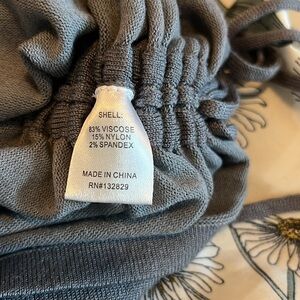 SHELL:
83% VISCOSE
15% NYLON
2% SPANDEX
MADE IN CHINA
RN#132829